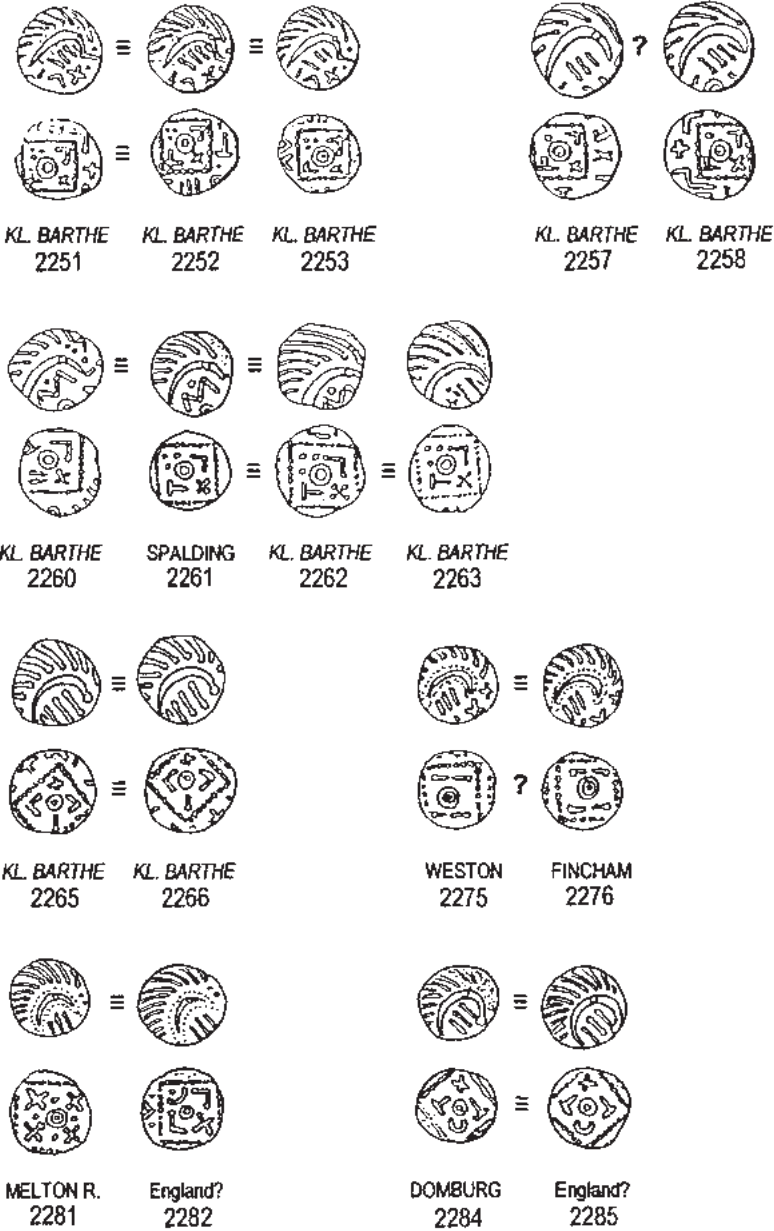 ≅ ≅ ?
≅
KL. BARTHE KL. BARTHE KL. BARTHE KL. BARTHE KL. BARTHE
2251 2252 2253 2257 2258
≅ ≅
≅ ≅
KL. BARTHE SPALDING KL. BARTHE KL. BARTHE
2260 2261 2262 2263
≅ ≅
≅ ?
KL. BARTHE KL. BARTHE WESTON FINCHAM
2265 2266 2275 2276
≅ ≅
≅
MELTON R. England? DOMBURG England?
2281 2282 2284 2285